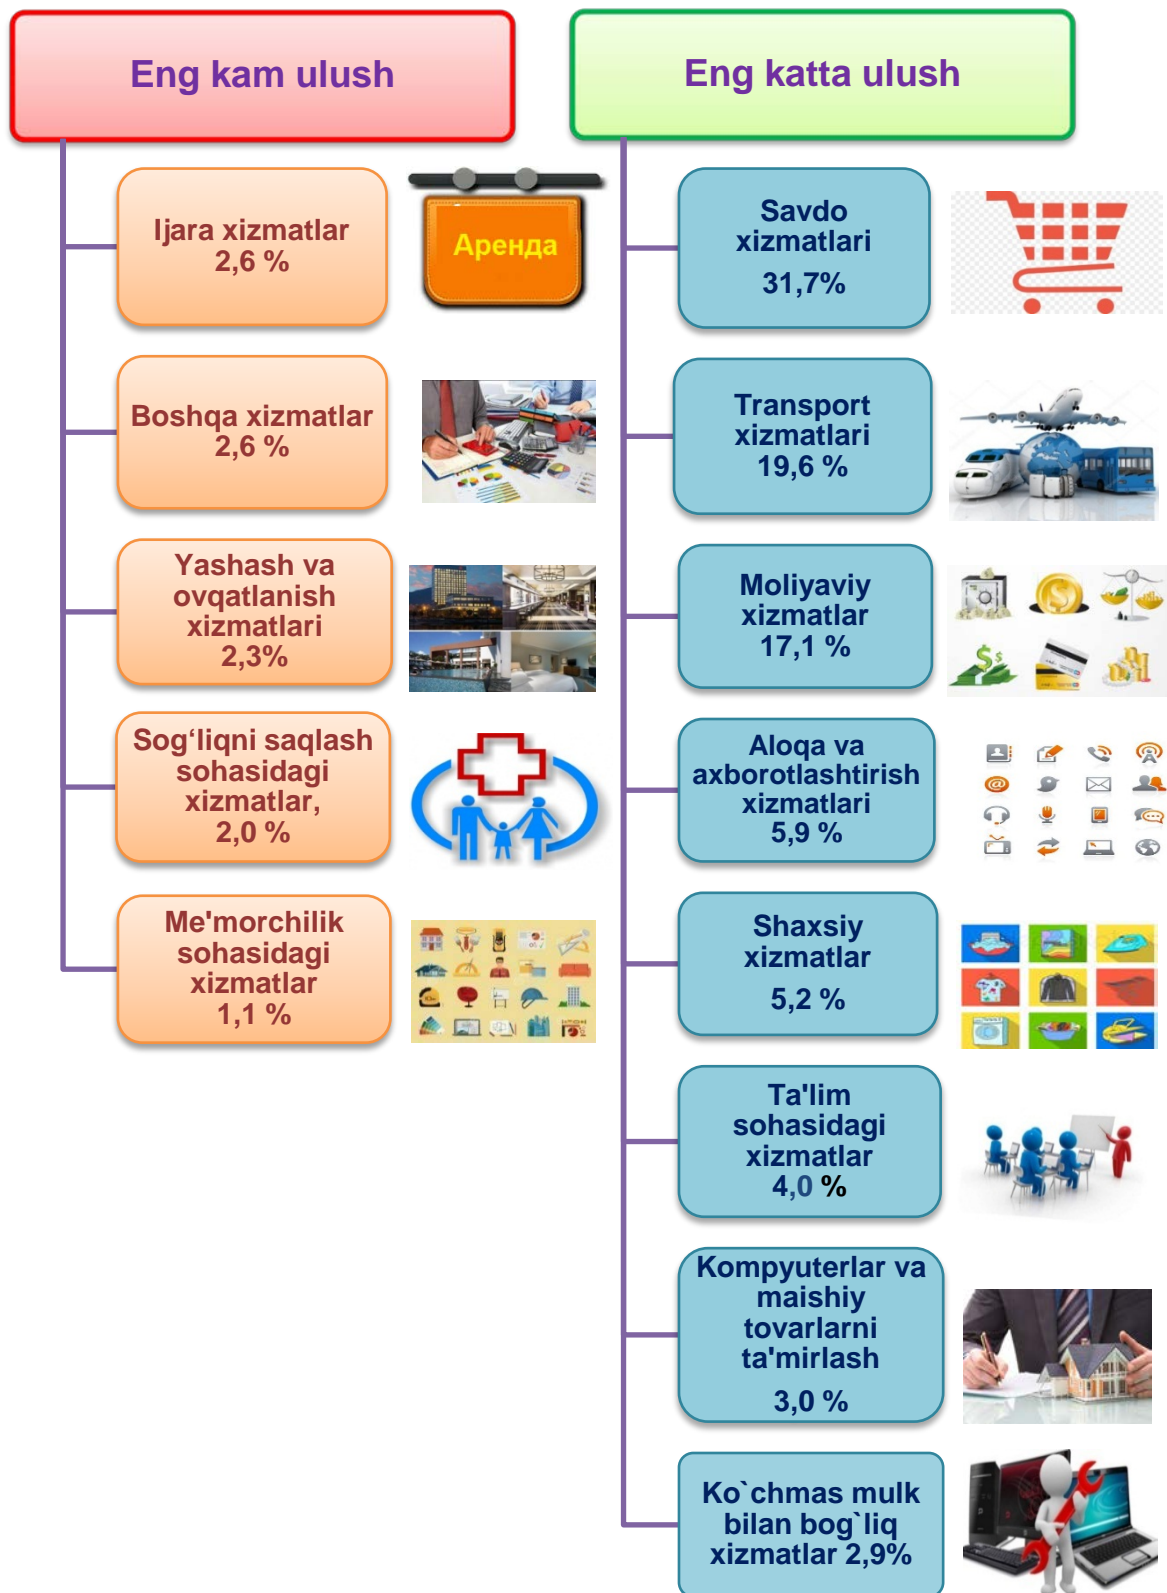 Eng kam ulush
Ijara xizmatlar
2,6 %
Аренда
Boshqa xizmatlar
2,6 %
Yashash va
ovqatlanish
xizmatlari
2,3%
Sog‘liqni saqlash
sohasidagi
xizmatlar,
2,0 %
Me'morchilik
sohasidagi
xizmatlar
1,1 %
Eng katta ulush
Savdo
xizmatlari
31,7%
Transport
xizmatlari
19,6 %
Moliyaviy
xizmatlar
17,1 %
Aloqa va
axborotlashtirish
xizmatlari
5,9 %
Shaxsiy
xizmatlar
5,2 %
Ta'lim
sohasidagi
xizmatlar
4,0 %
Kompyuterlar va
maishiy
tovarlarni
ta'mirlash
3,0 %
Ko`chmas mulk
bilan bog`liq
xizmatlar 2,9%